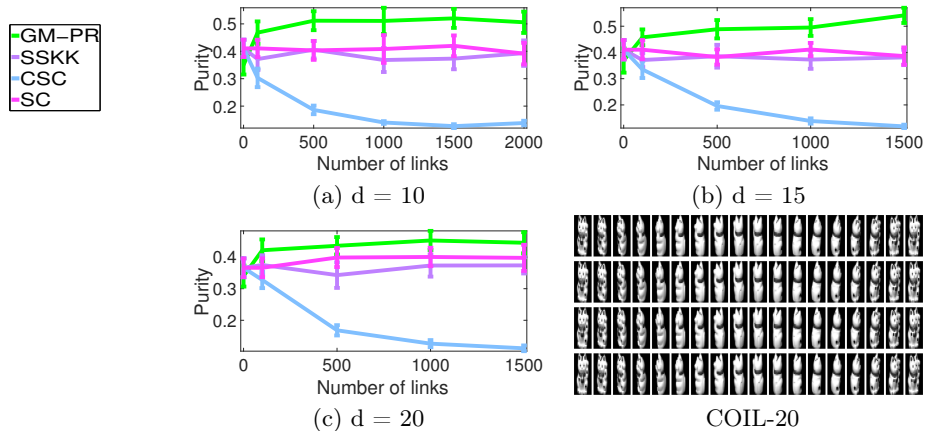 GM-PR
SSKK
CSC
SC
Purity
0.5
0.4
0.3
0.2
0 500 1000 1500 2000
Number of links
(a) d = 10
Purity
0.5
0.4
0.3
0.2
0 500 1000 1500
Number of links
(b) d = 15
Purity
0.4
0.3
0.2
0 500 1000 1500
Number of links
(c) d = 20
COIL-20